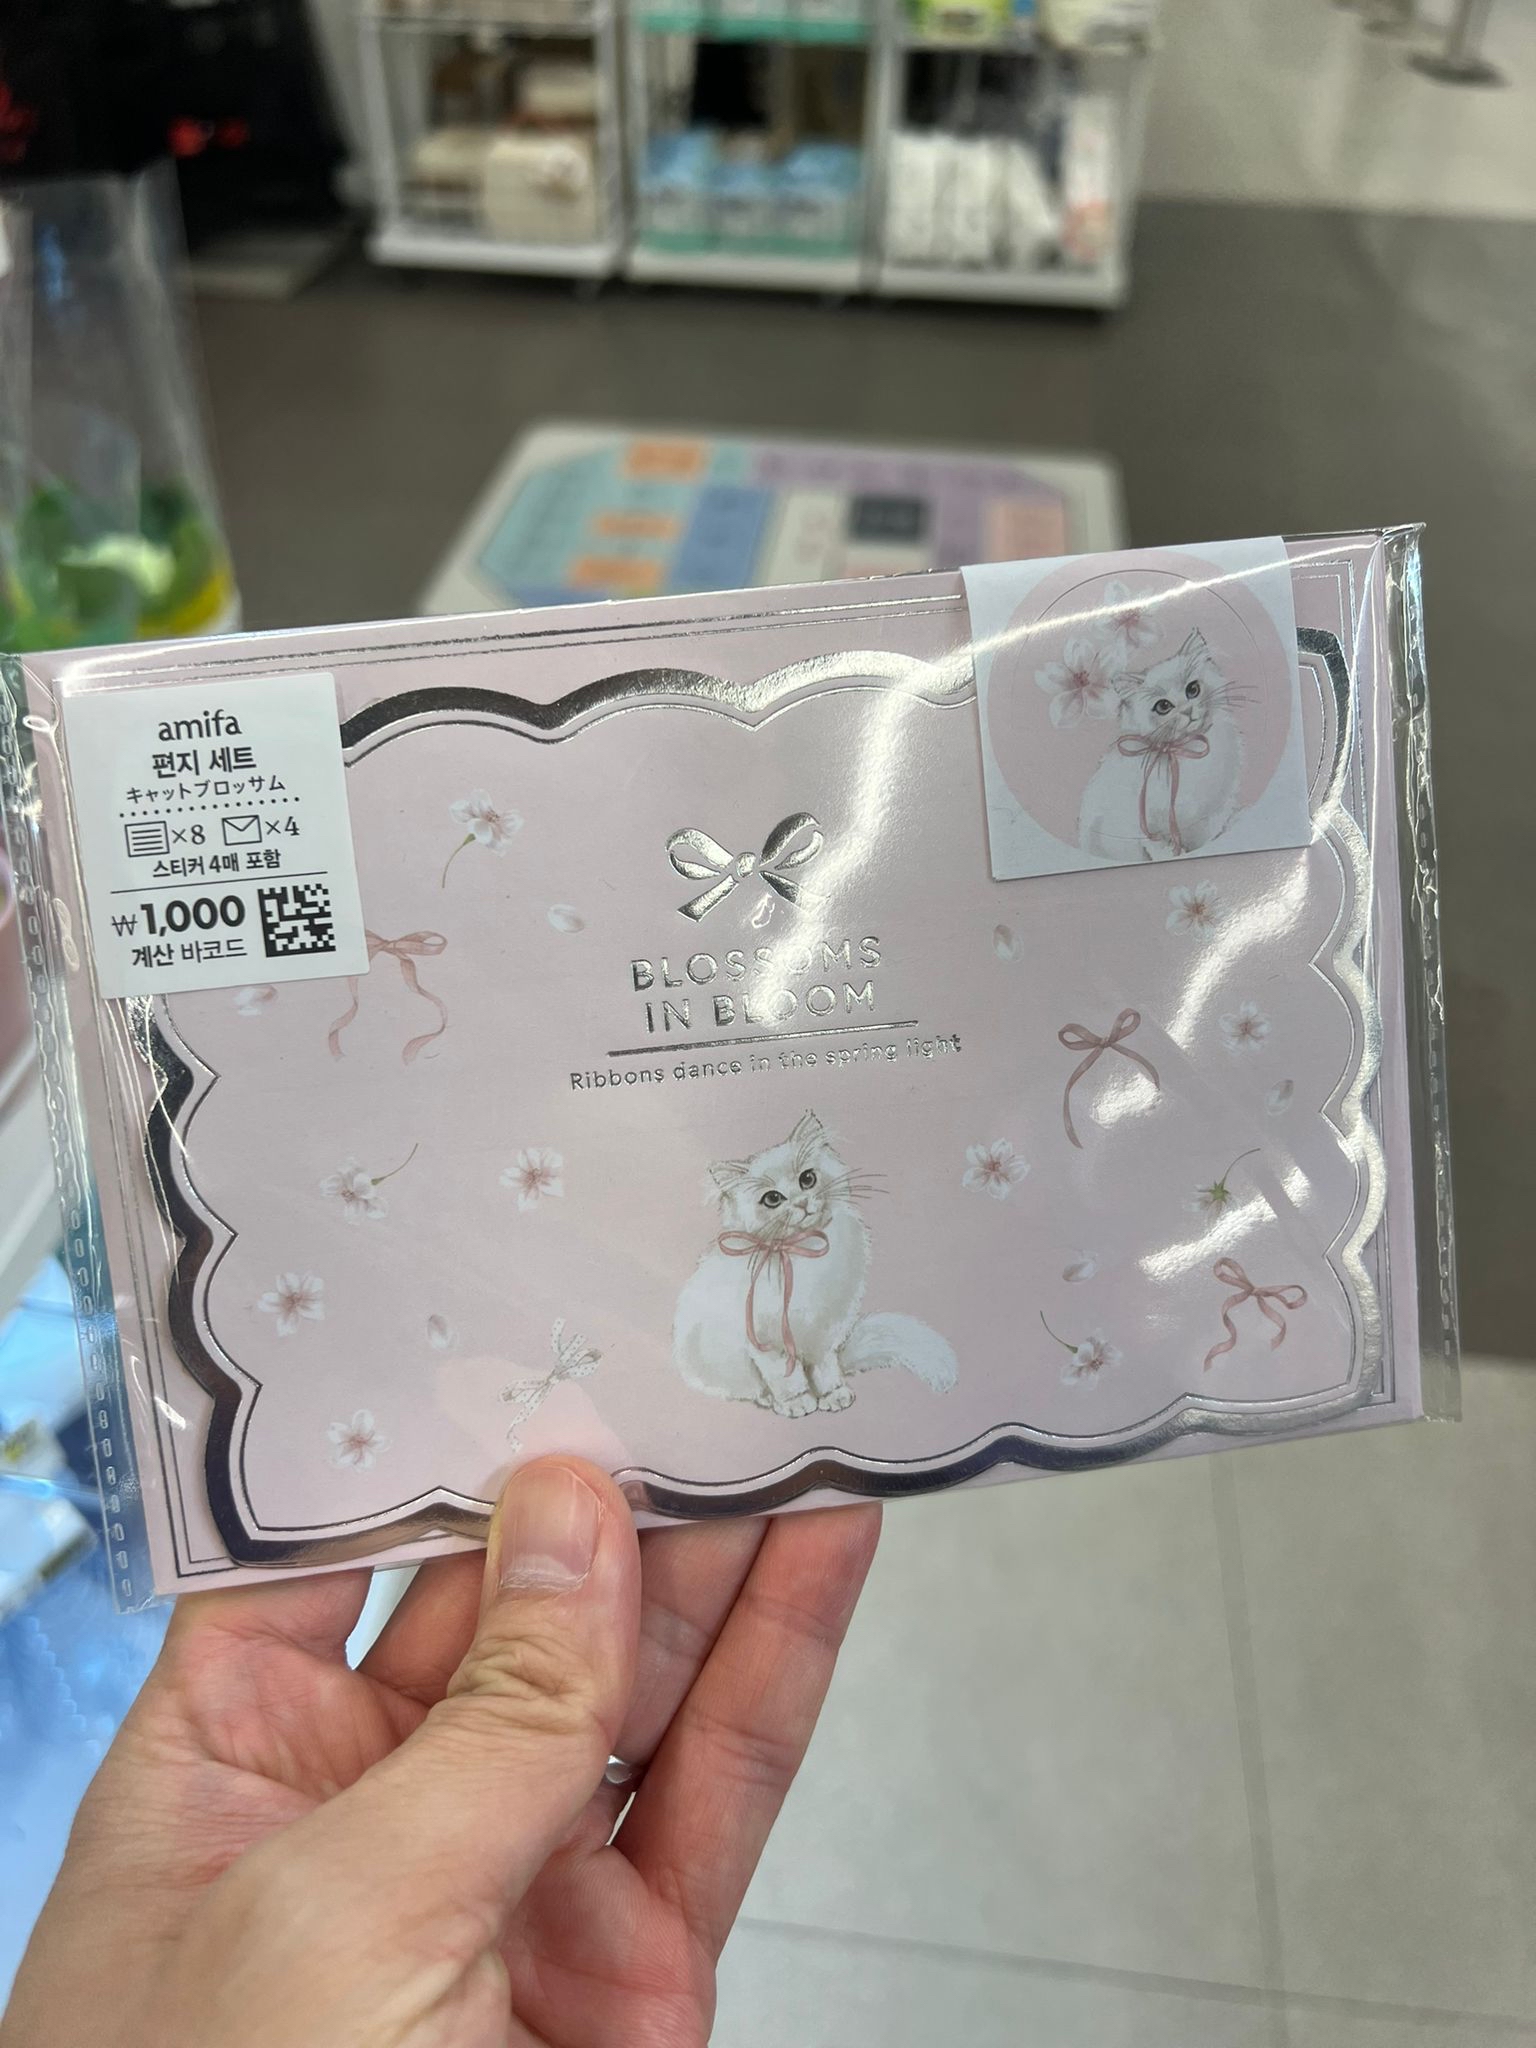 amifa
편지 세트
キャットブロッサム
×8 ×4
스티커 4매 포함
₩1,000
계산 바코드
BLOSSOMS
IN BLOOM
Ribbons dance in the spring light